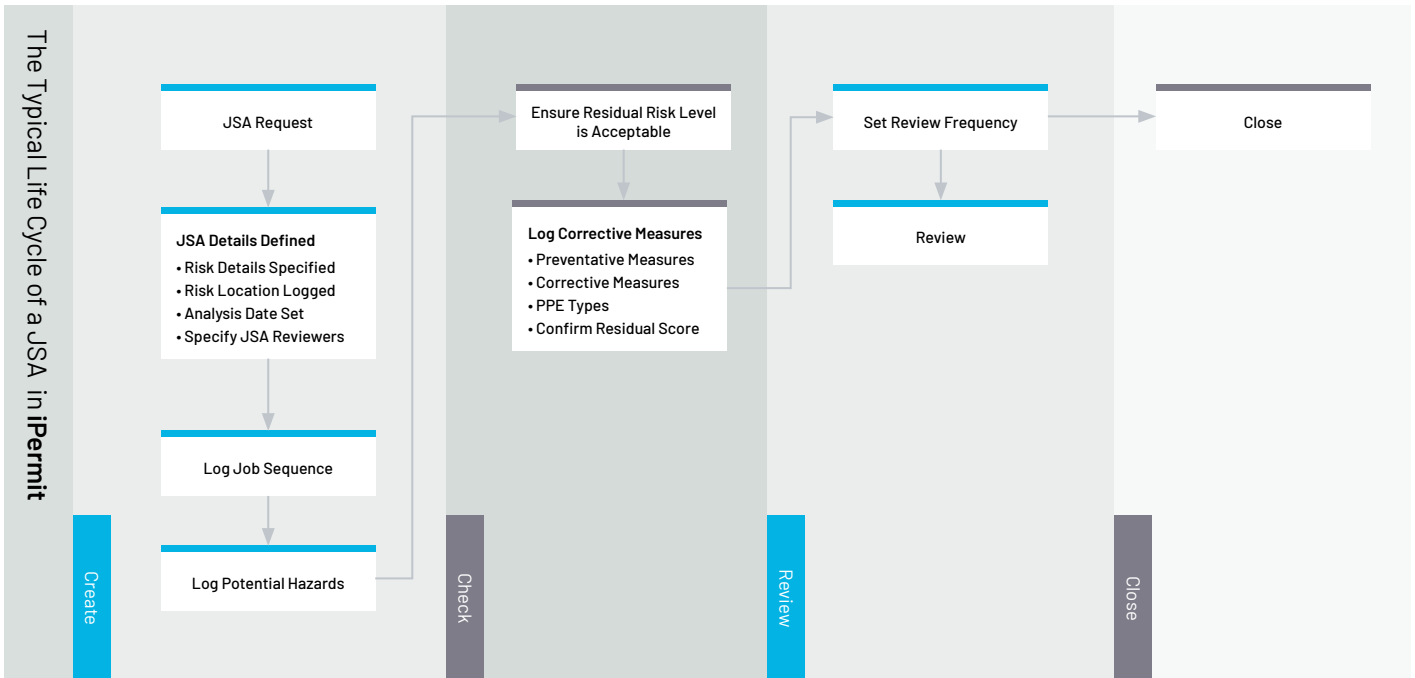 The Typical Life Cycle of a JSA in iPermit
JSA Request
JSA Details Defined
• Risk Details Specified
• Risk Location Logged
• Analysis Date Set
• Specify JSA Reviewers
Log Job Sequence
Log Potential Hazards
Create
Ensure Residual Risk Level
is Acceptable
Log Corrective Measures
• Preventative Measures
• Corrective Measures
• PPE Types
• Confirm Residual Score
Check
Set Review Frequency
Review
Review
Close
Close